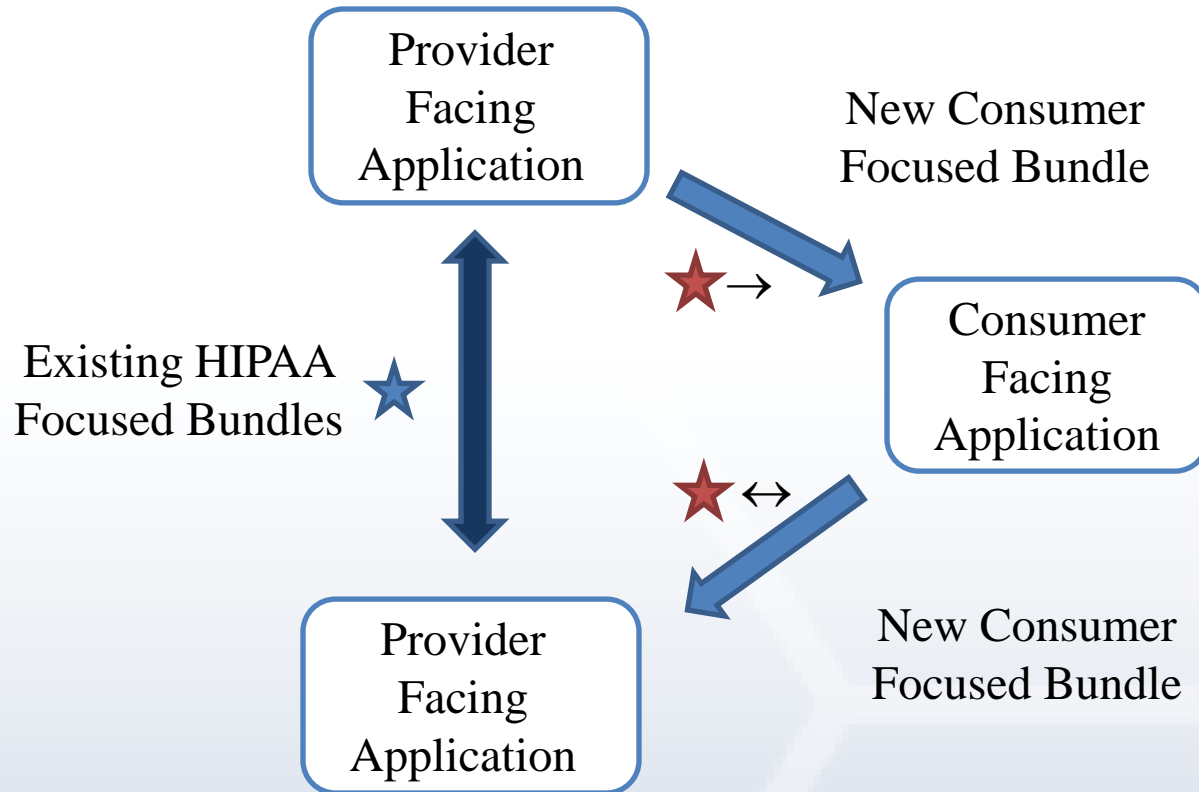 Provider
Facing
Application
New Consumer
Focused Bundle
→
Existing HIPAA
Focused Bundles
Consumer
Facing
Application
↔
Provider
Facing
Application
New Consumer
Focused Bundle